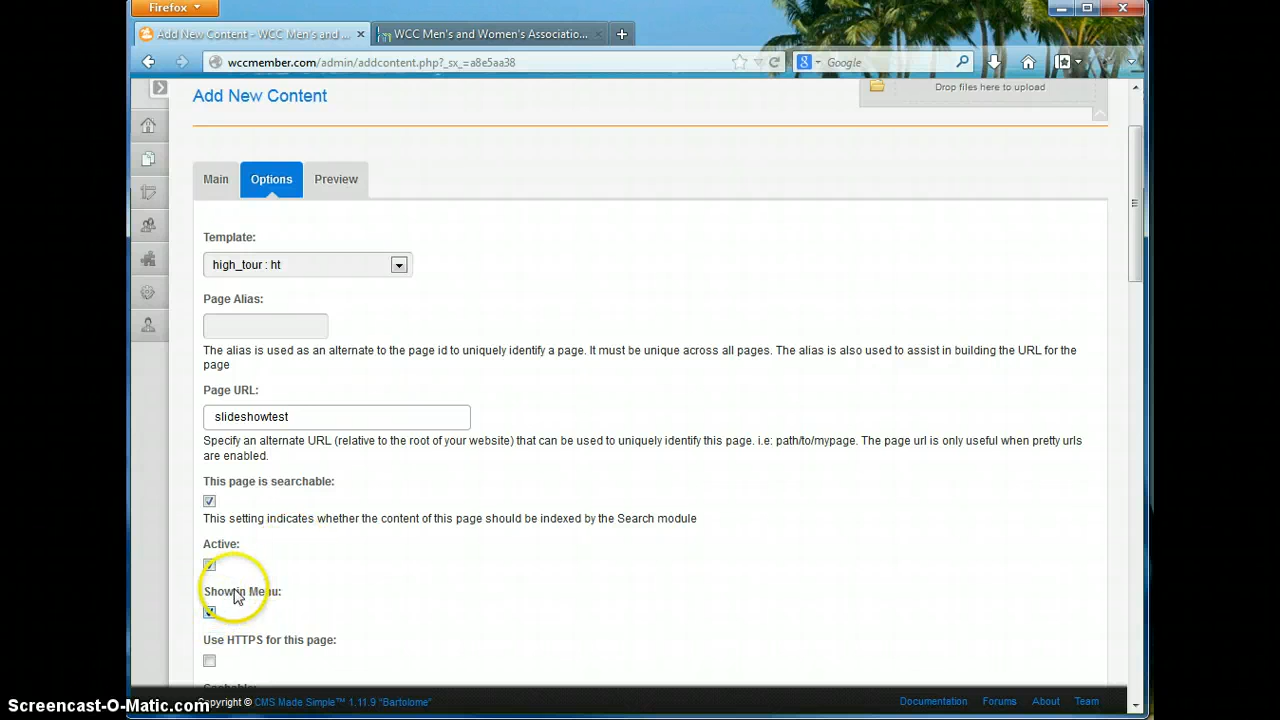 Firefox
Add New Content - WCC Men's and ...
WCC Men's and Women's Associatio...
wccmember.com/admin/addcontent.php?_sx_=a8e5aa38
Google
Add New Content
Drop files here to upload
Main
Options
Preview
Template:
high_tour : ht
Page Alias:
The alias is used as an alternate to the page id to uniquely identify a page. It must be unique across all pages. The alias is also used to assist in building the URL for the
page
Page URL:
slideshowtest
Specify an alternate URL (relative to the root of your website) that can be used to uniquely identify this page. i.e: path/to/mypage. The page url is only useful when pretty urls
are enabled.
This page is searchable:
This setting indicates whether the content of this page should be indexed by the Search module
Active:
Show in Menu:
Use HTTPS for this page:
Copyright © CMS Made Simple™ 1.11.9 "Bartolome"
Documentation
Forums
About
Team
Screencast-O-Matic.com